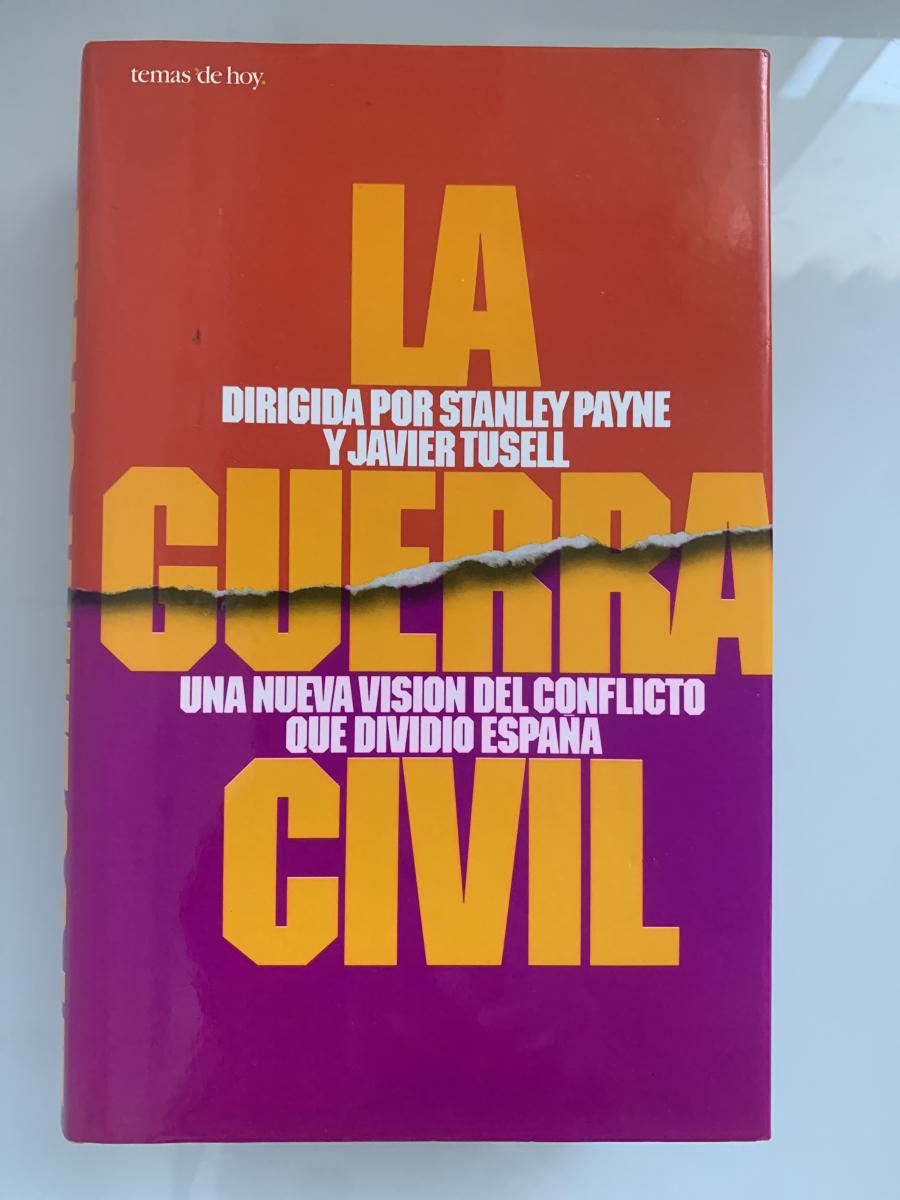 temas de hoy.
LA
DIRIGIDA POR STANLEY PAYNE
Y JAVIER TUSELL
GUERRA
UNA NUEVA VISION DEL CONFLICTO
QUE DIVIDIO ESPAÑA
CIVIL